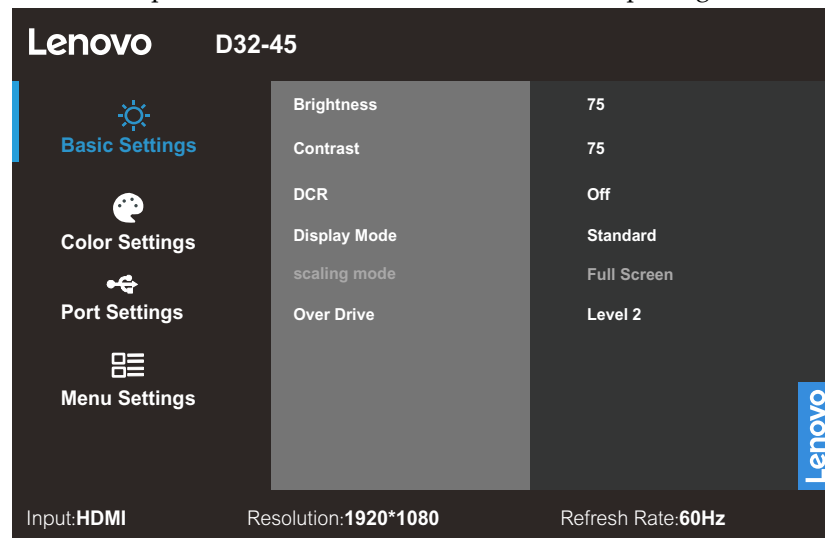 Lenovo D32-45
Basic Settings
Color Settings
Port Settings
Menu Settings
Brightness 75
Contrast 75
DCR Off
Display Mode Standard
scaling mode Full Screen
Over Drive Level 2
Lenovo
Input:HDMI Resolution:1920*1080 Refresh Rate:60Hz